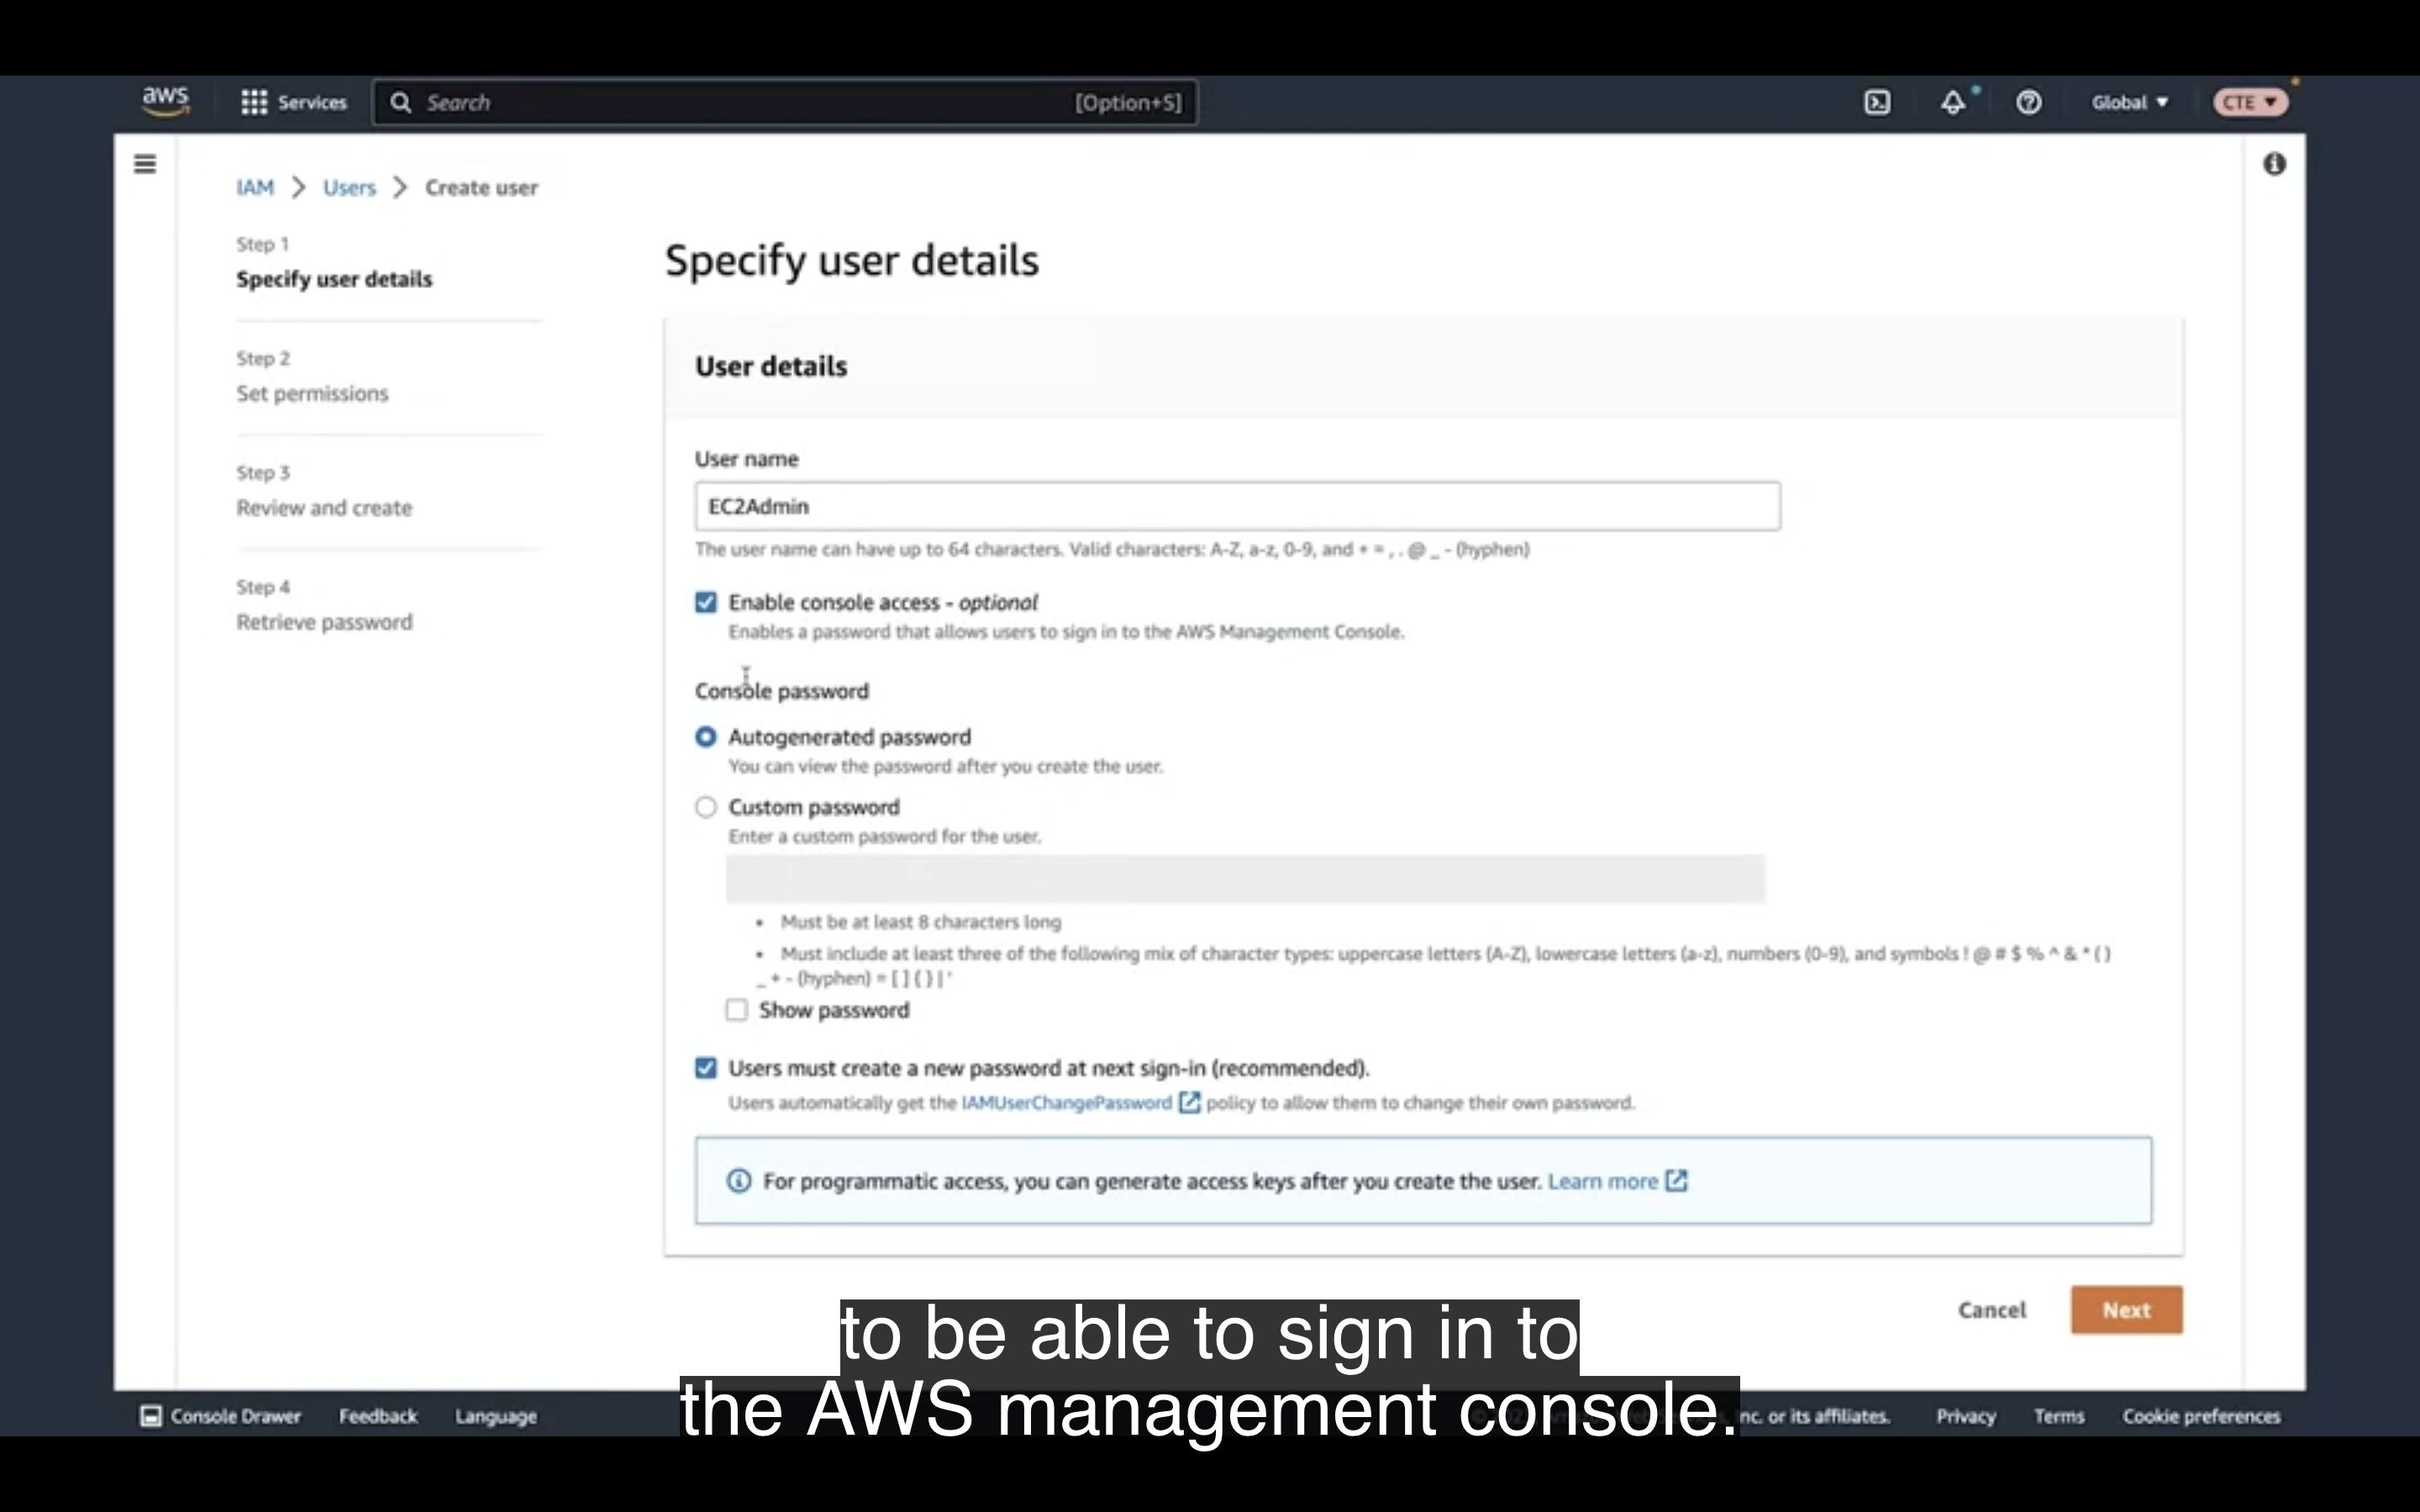 aws
Services
Search
[Option+S]
Global
CTE
IAM > Users > Create user
Step 1
Specify user details
Step 2
Set permissions
Step 3
Review and create
Step 4
Retrieve password
Specify user details
User details
User name
EC2Admin
The user name can have up to 64 characters. Valid characters: A-Z, a-z, 0-9, and + = , . @ _ - (hyphen)
Enable console access - optional
Enables a password that allows users to sign in to the AWS Management Console.
Console password
Autogenerated password
You can view the password after you create the user.
Custom password
Enter a custom password for the user.
• Must be at least 8 characters long
• Must include at least three of the following mix of character types: uppercase letters (A-Z), lowercase letters (a-z), numbers (0-9), and symbols ! @ # $ % ^ & * ( )
_ + - (hyphen) = [ ] { } | '
Show password
Users must create a new password at next sign-in (recommended).
Users automatically get the IAMUserChangePassword policy to allow them to change their own password.
For programmatic access, you can generate access keys after you create the user. Learn more
Cancel
Next
to be able to sign in to
the AWS management console.
Console Drawer
Feedback
Language
or its affiliates.
Privacy
Terms
Cookie preferences